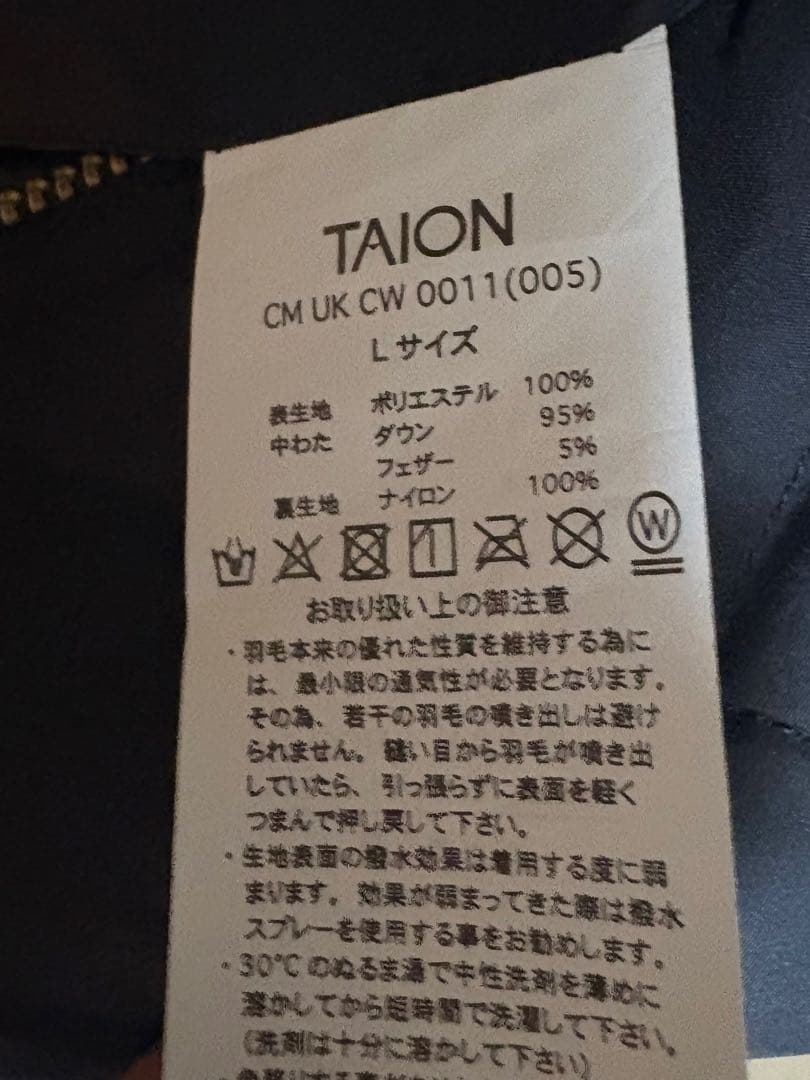 TAION
CM UK CW 0011(005)
L サイズ
表生地 ポリエステル 100%
中わた ダウン 95%
フェザー 5%
裏生地 ナイロン 100%
W
お取り扱い上の御注意
・羽毛本来の優れた性質を維持する為に
は、最小限の通気性が必要となります。
その為、若干の羽毛の噴き出しは避け
られません。縫い目から羽毛が噴き出
していたら、引っ張らずに表面を軽く
つまんで押し戻して下さい。
・生地表面の撥水効果は着用する度に弱
まります。効果が弱まってきた際は撥水
スプレーを使用する事をお勧めします。
・30℃のぬるま湯で中性洗剤を薄めに
溶かしてから短時間で洗濯して下さい。
（洗剤は十分に溶かして下さい）